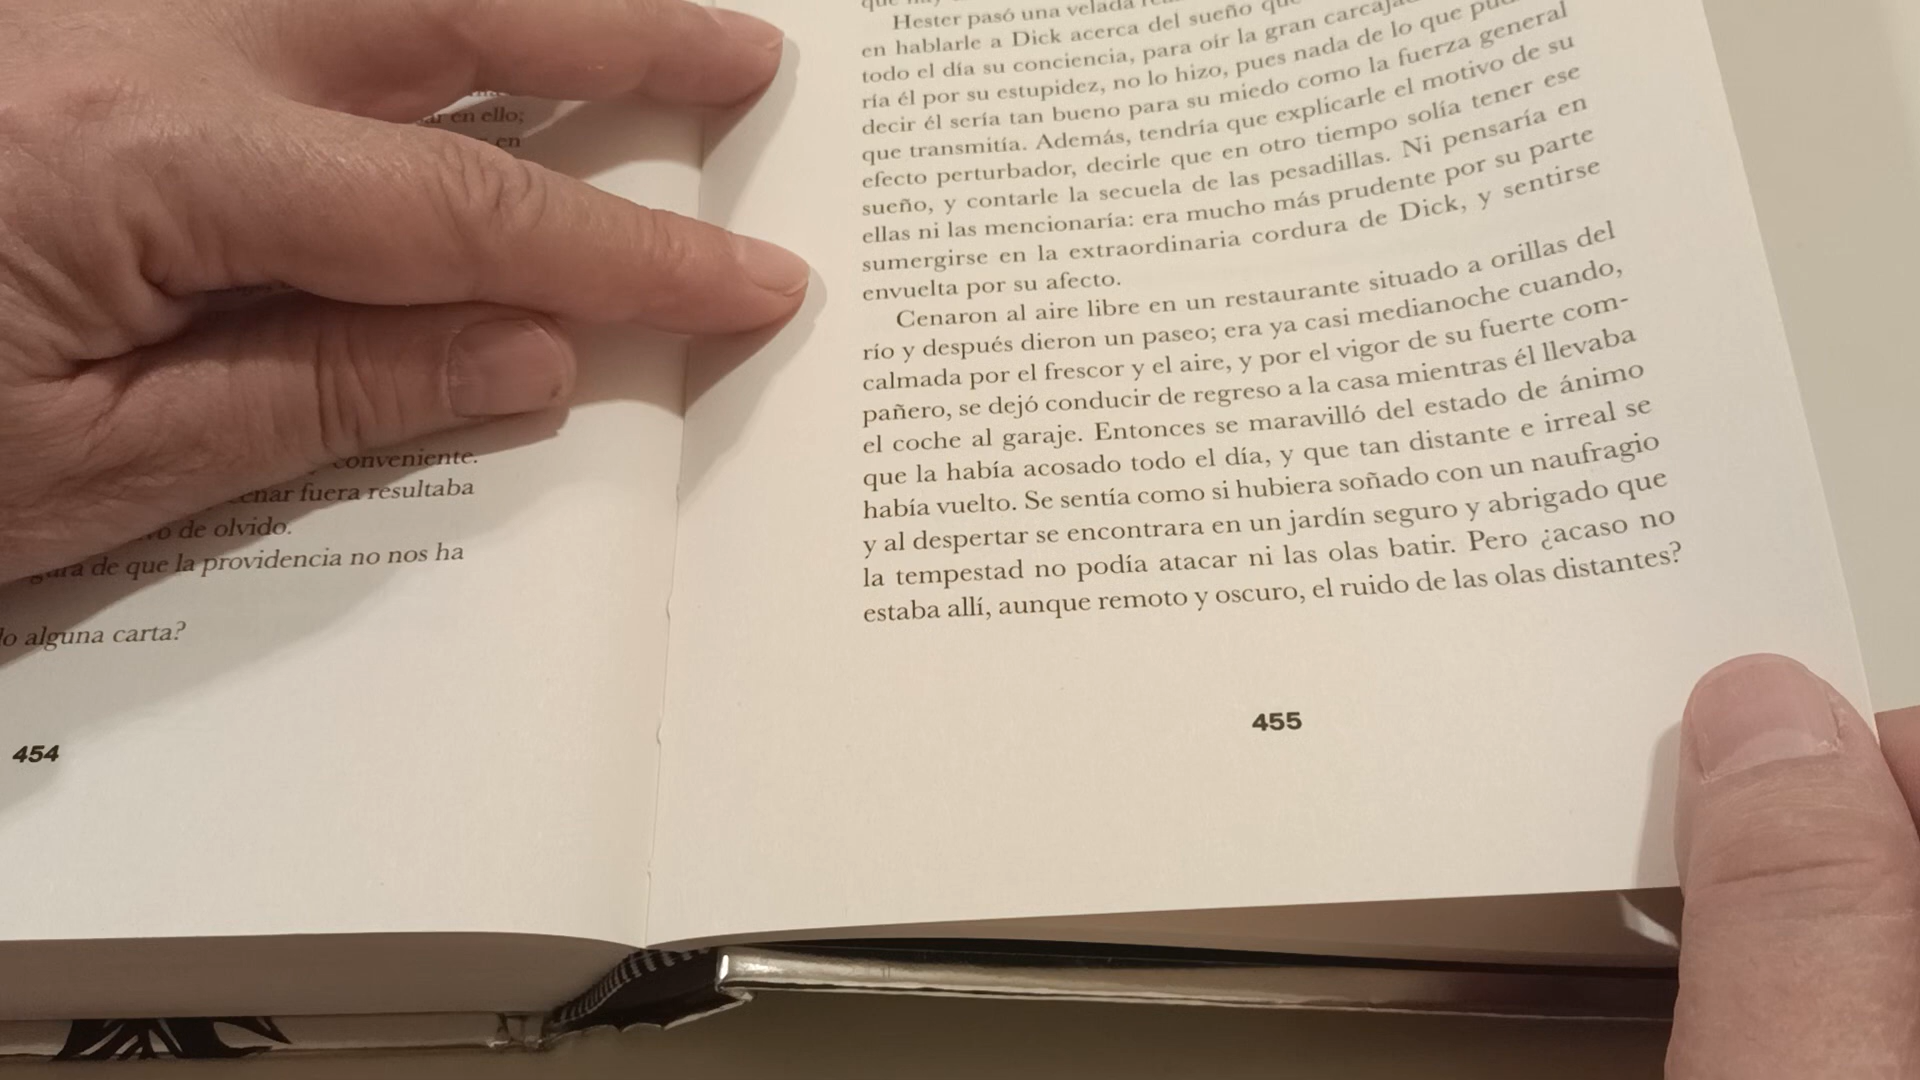 en ello;
en
conveniente.
fuera resultaba
de olvido.
de que la providencia no nos ha
alguna carta?
454
Hester pasó una velada
en hablarle a Dick acerca del sueño
todo el día su conciencia, para oír la gran
ría él por su estupidez, no lo hizo, pues nada de lo que
decir él sería tan bueno para su miedo como la fuerza general
que transmitía. Además, tendría que explicarle el motivo de su
efecto perturbador, decirle que en otro tiempo solía tener ese
sueño, y contarle la secuela de las pesadillas. Ni pensaría en
ellas ni las mencionaría: era mucho más prudente por su parte
sumergirse en la extraordinaria cordura de Dick, y sentirse
envuelta por su afecto.
Cenaron al aire libre en un restaurante situado a orillas del
río y después dieron un paseo; era ya casi medianoche cuando,
calmada por el frescor y el aire, y por el vigor de su fuerte com-
pañero, se dejó conducir de regreso a la casa mientras él llevaba
el coche al garaje. Entonces se maravilló del estado de ánimo
que la había acosado todo el día, y que tan distante e irreal se
había vuelto. Se sentía como si hubiera soñado con un naufragio
y al despertar se encontrara en un jardín seguro y abrigado que
la tempestad no podía atacar ni las olas batir. Pero ¿acaso no
estaba allí, aunque remoto y oscuro, el ruido de las olas distantes?
455